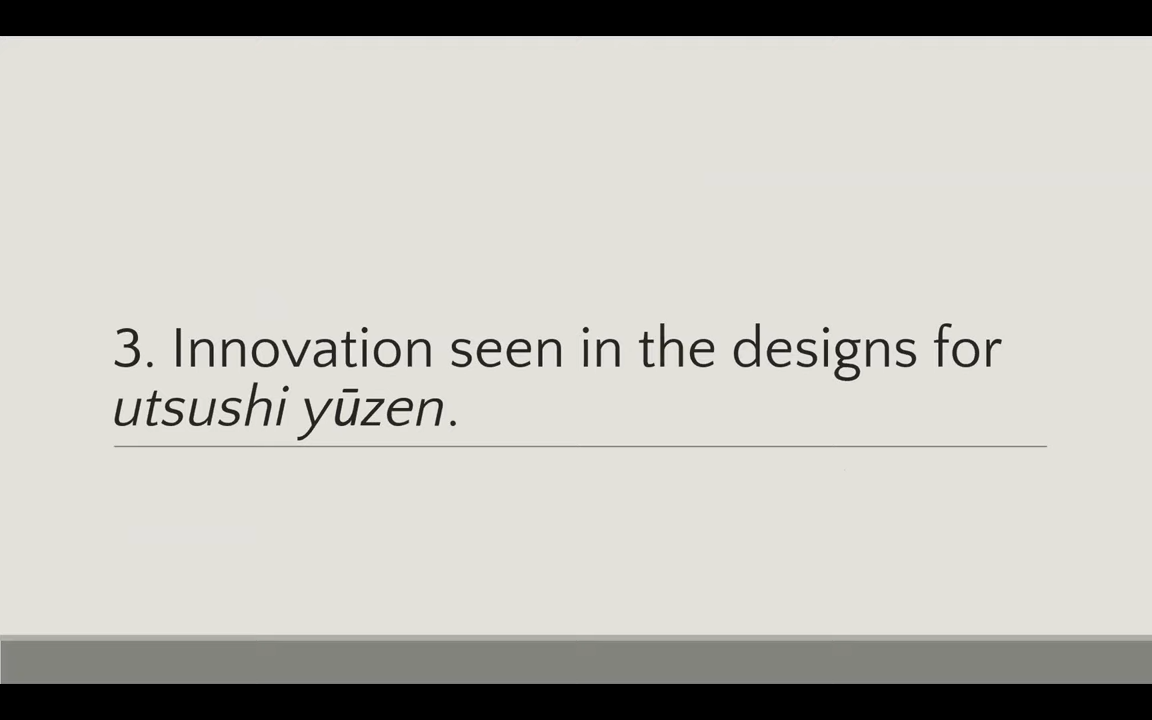 3. Innovation seen in the designs for
utsushi yūzen.